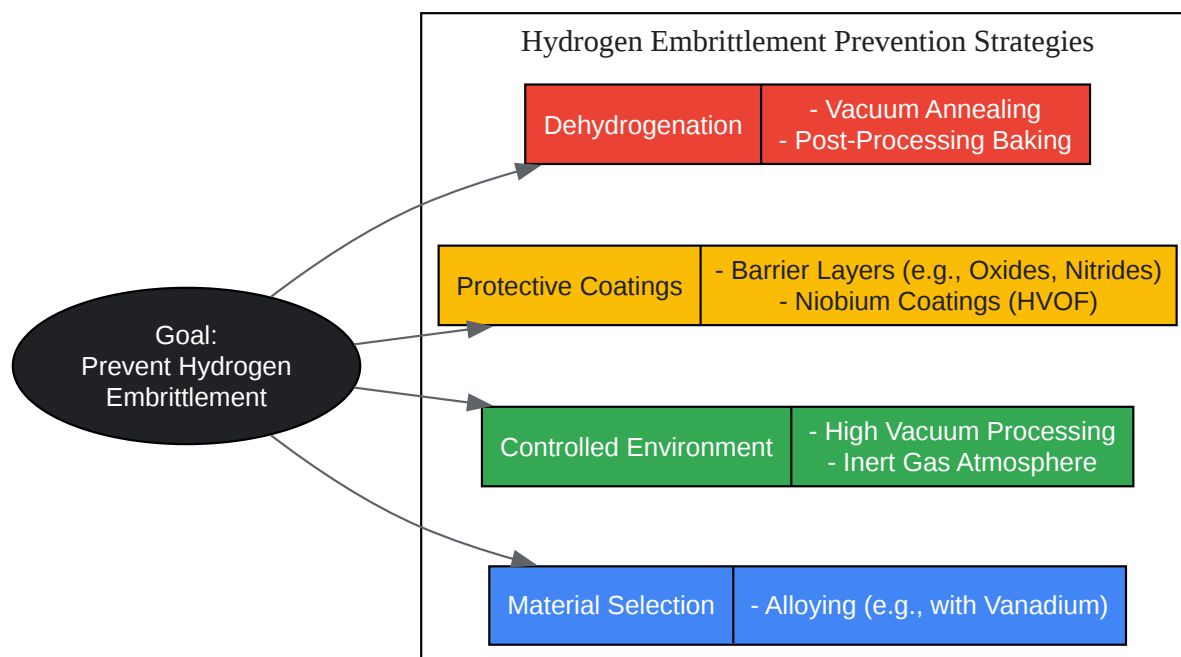 Hydrogen Embrittlement Prevention Strategies
Dehydrogenation
- Vacuum Annealing
- Post-Processing Baking
Protective Coatings
- Barrier Layers (e.g., Oxides, Nitrides)
- Niobium Coatings (HVOF)
Goal:
Prevent Hydrogen
Embrittlement
Controlled Environment
- High Vacuum Processing
- Inert Gas Atmosphere
Material Selection
- Alloying (e.g., with Vanadium)